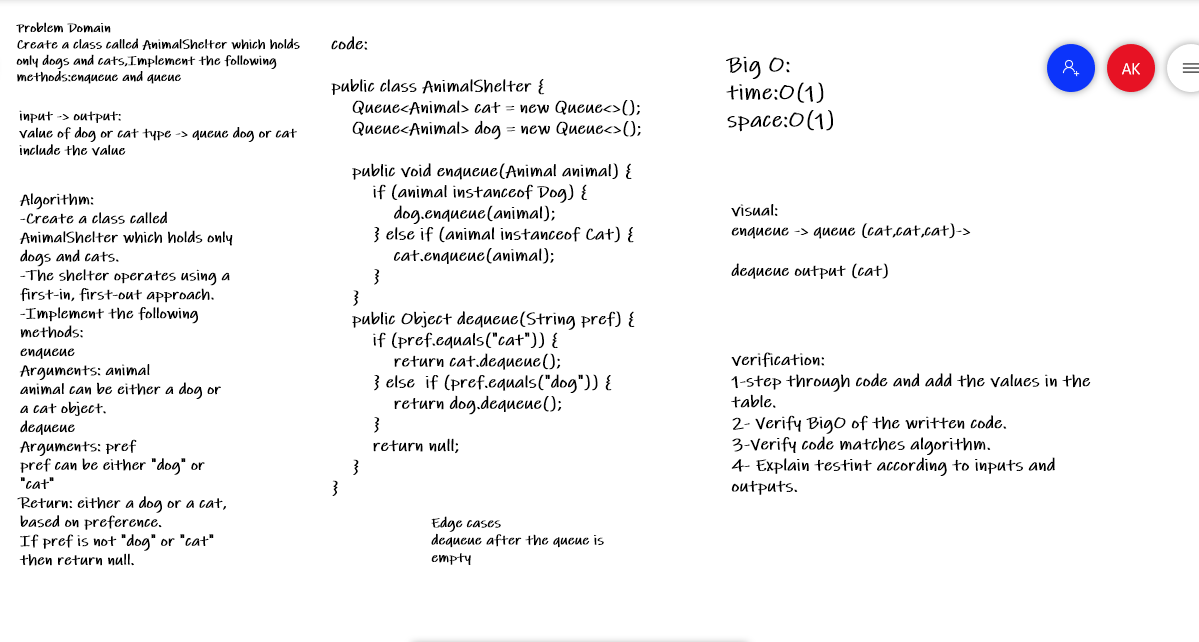 Problem Domain
Create a class called AnimalShelter which holds
only dogs and cats,Implement the following
methods:enqueue and queue
input -> output:
value of dog or cat type -> queue dog or cat
include the value
Algorithm:
-Create a class called
AnimalShelter which holds only
dogs and cats.
-The shelter operates using a
first-in, first-out approach.
-Implement the following
methods:
enqueue
Arguments: animal
animal can be either a dog or
a cat object.
dequeue
Arguments: pref
pref can be either "dog" or
"cat"
Return: either a dog or a cat,
based on preference.
If pref is not "dog" or "cat"
then return null.
code:
public class AnimalShelter {
Queue<Animal> cat = new Queue<>();
Queue<Animal> dog = new Queue<>();
public void enqueue(Animal animal) {
if (animal instanceof Dog) {
dog.enqueue(animal);
} else if (animal instanceof Cat) {
cat.enqueue(animal);
}
}
public Object dequeue(String pref) {
if (pref.equals("cat")) {
return cat.dequeue();
} else  if (pref.equals("dog")) {
return dog.dequeue();
}
return null;
}
}
Edge cases
dequeue after the queue is
empty
Big O:
time:O(1)
space:O(1)
visual:
enqueue -> queue (cat,cat,cat)->
dequeue output (cat)
verification:
1-step through code and add the values in the
table.
2- Verify BigO of the written code.
3-Verify code matches algorithm.
4- Explain testint according to inputs and
outputs.
AK